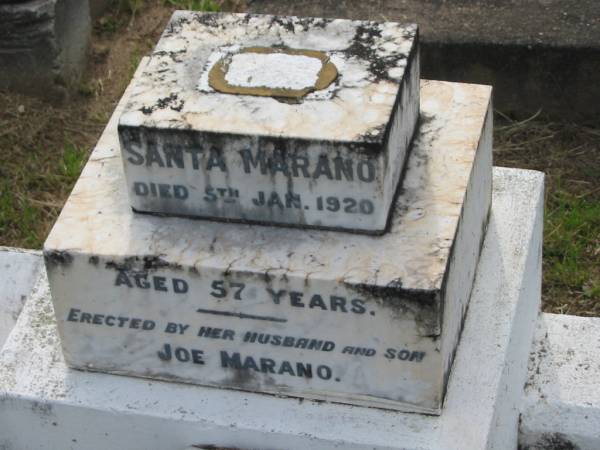 SANTA MARANO
DIED 5TH JAN. 1920
AGED 57 YEARS.
ERECTED BY HER HUSBAND AND SON
JOE MARANO.